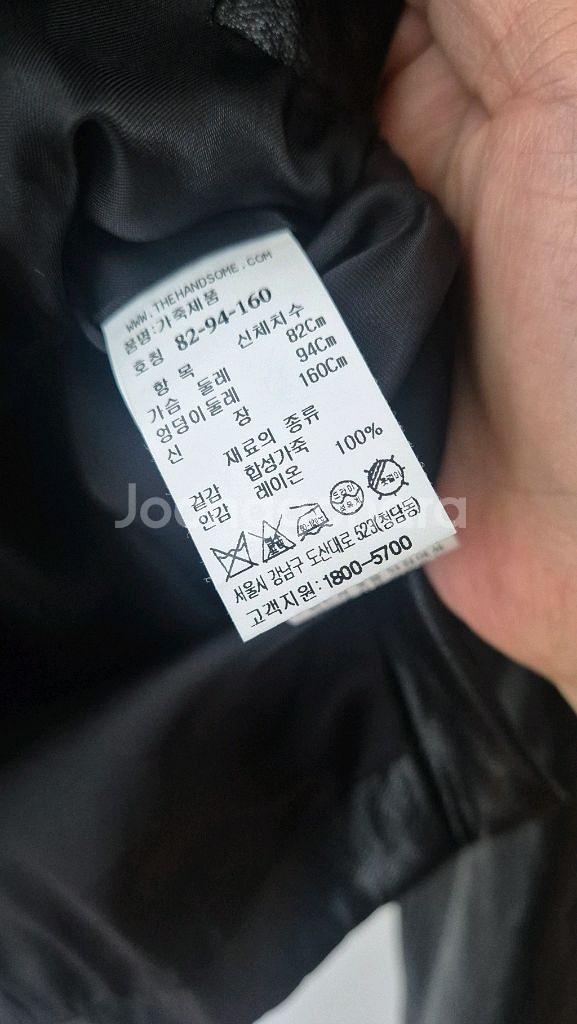 WWW.THEHANDSOME.COM
품명:가죽제품
호칭 82-94-160
항 목 신체치수
가슴 둘레 82Cm
엉덩이둘레 94Cm
신 장 160Cm
재료의 종류
겉감 합성가죽
안감 레이온 100%
드라이
서울시 강남구 도산대로 523(청담동)
고객지원:1800-5700